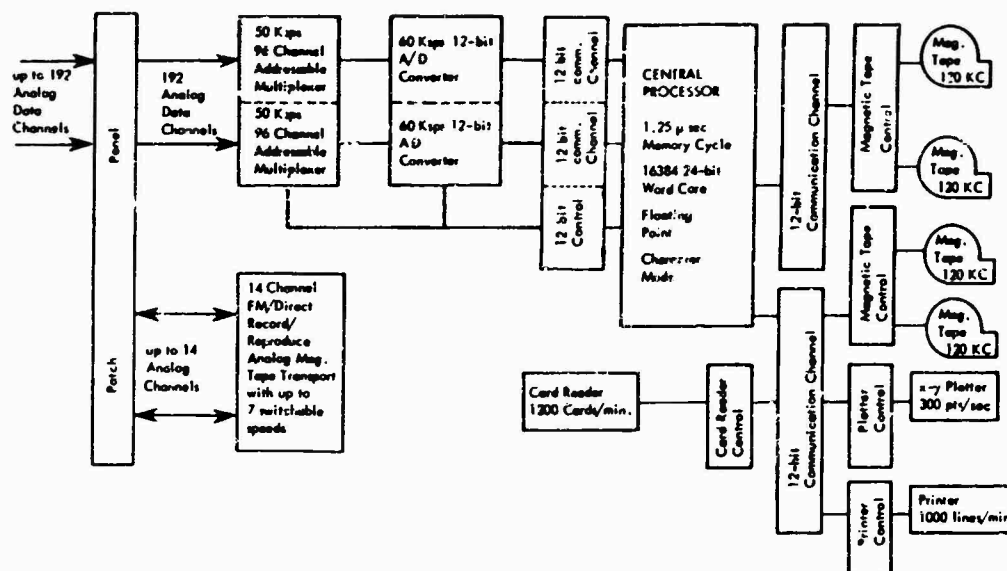 up to 192
Analog
Data
Channels
Patch Panel
192
Analog
Data
Channels
50 Ksps
96 Channel
Addressable
Multiplexer
50 Ksps
96 Channel
Addressable
Multiplexer
60 Ksps 12-bit
A/D
Converter
60 Ksps 12-bit
AD
Converter
12 bit
comm.
Channel
12 bit
comm.
Channel
12 bit
Control
CENTRAL
PROCESSOR
1.25 μ sec
Memory Cycle
16384 24-bit
Word Core
Floating
Point
Character
Mode
12-bit
Communication Channel
Magnetic Tape
Control
Mag.
Tape
120 KC
Mag.
Tape
120 KC
Magnetic Tape
Control
Mag.
Tape
120 KC
Mag.
Tape
120 KC
14 Channel
FM/Direct
Record/
Reproduce
Analog Mag.
Tape Transport
with up to
7 switchable
speeds
up to 14
Analog
Channels
Card Reader
1200 Cards/min.
Card Reader
Control
12-bit
Communication Channel
Plotter
Control
x-y Plotter
300 pts/sec
Printer
Control
Printer
1000 lines/min